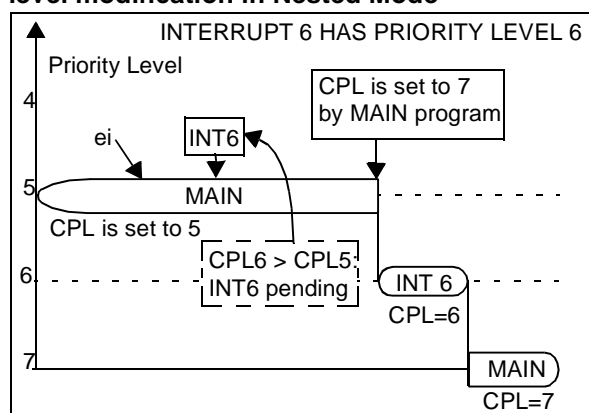 level modification in Nested Mode
INTERRUPT 6 HAS PRIORITY LEVEL 6
Priority Level
CPL is set to 7
by MAIN program
4
ei
INT6
5
MAIN
CPL is set to 5
CPL6 > CPL5:
INT6 pending
6
INT 6
CPL=6
7
MAIN
CPL=7